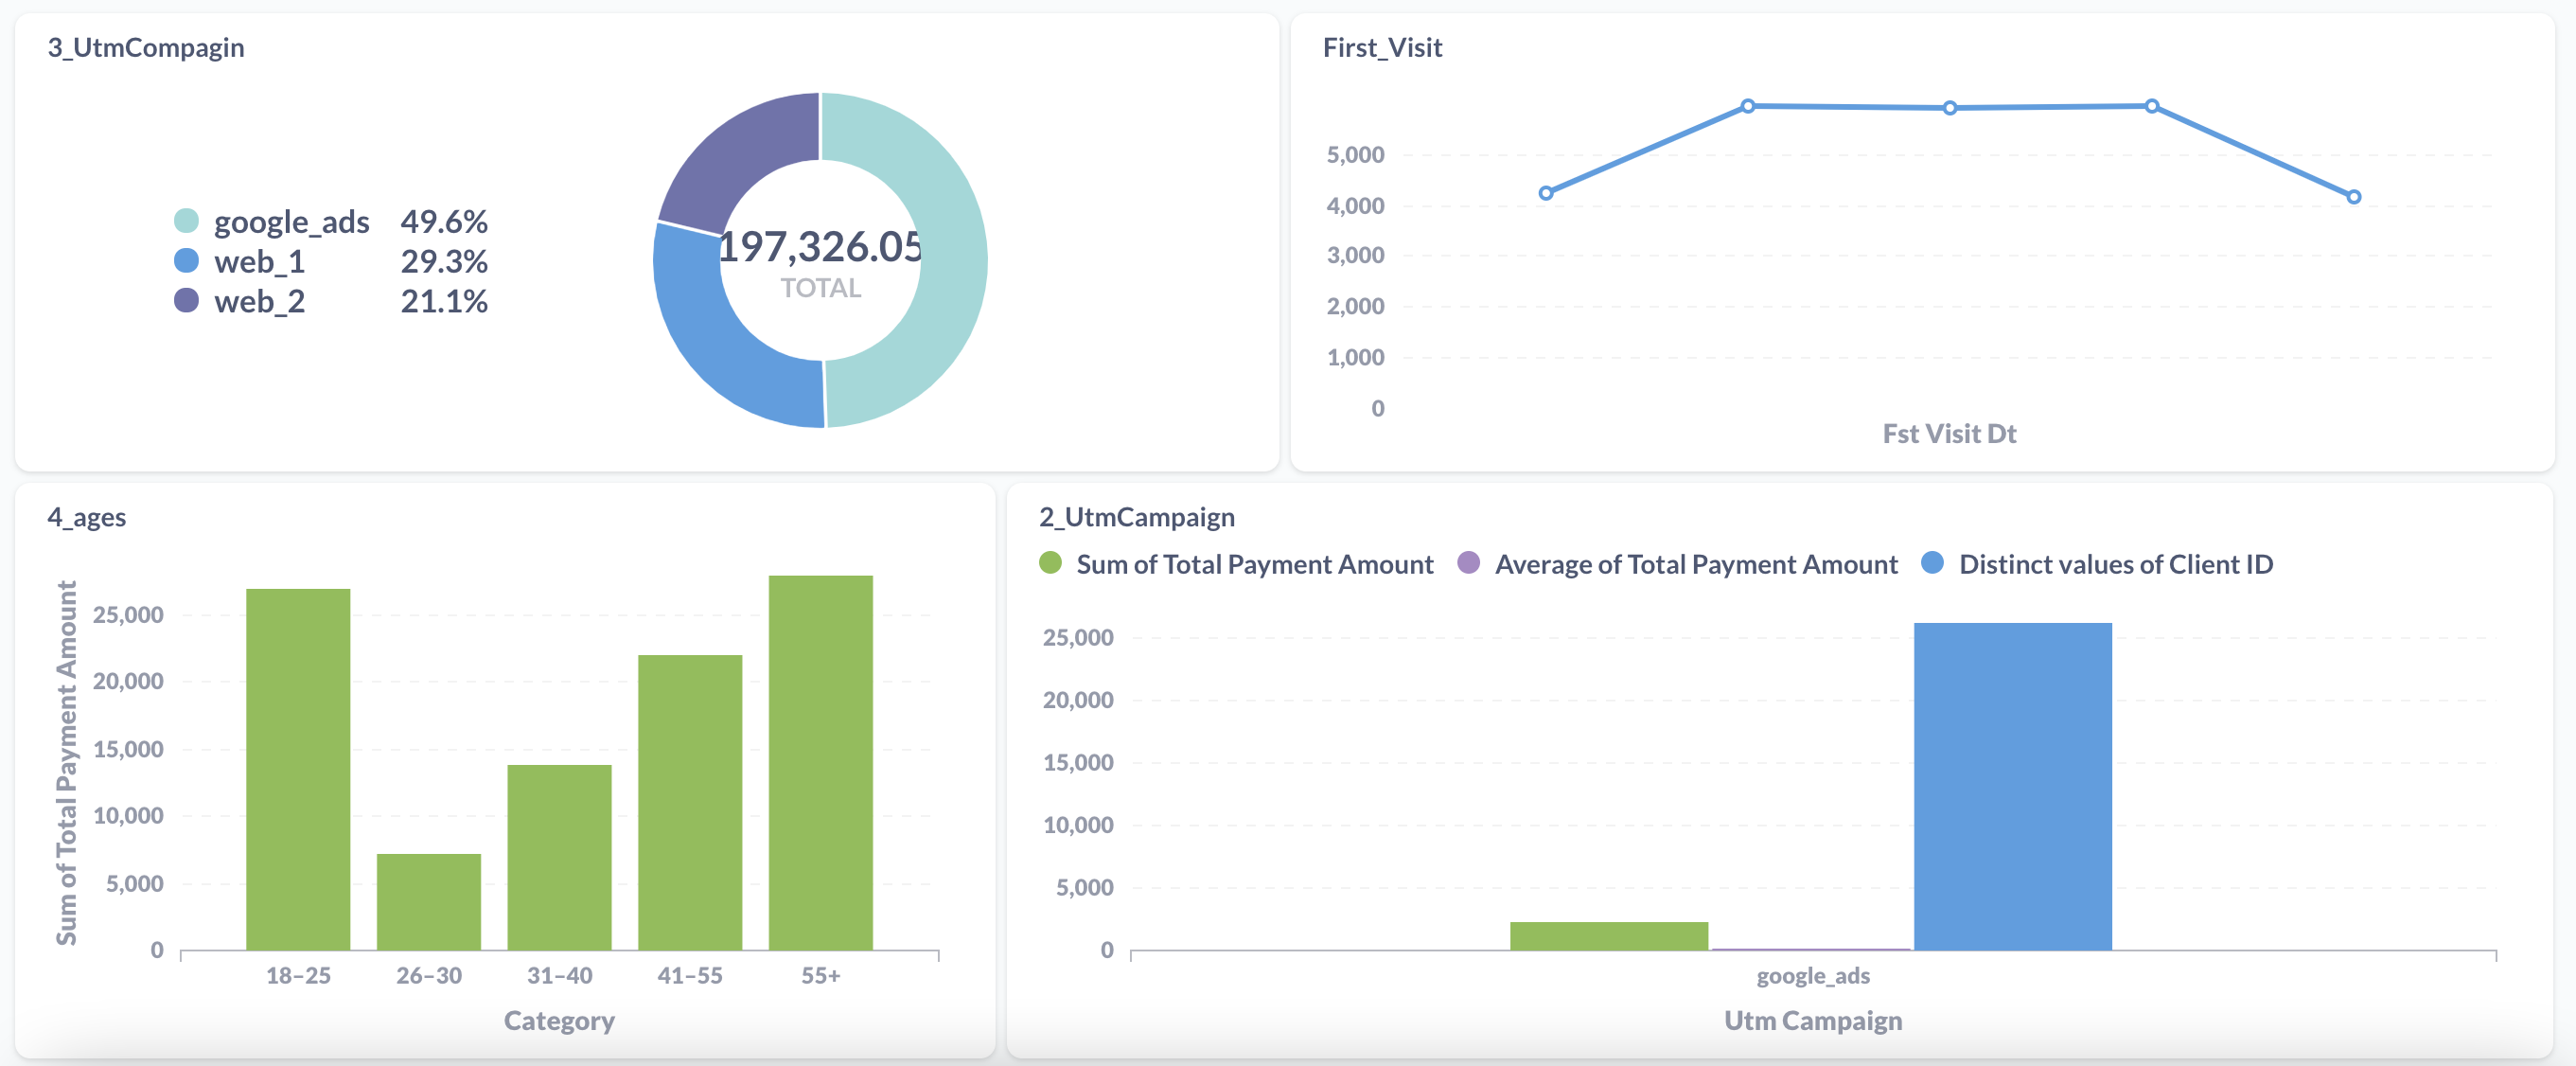 3_UtmCompagin
google_ads 49.6%
web_1 29.3%
web_2 21.1%
197,326.05
TOTAL
First_Visit
5,000
4,000
3,000
2,000
1,000
0
Fst Visit Dt
4_ages
Sum of Total Payment Amount
25,000
20,000
15,000
10,000
5,000
0
18–25 26–30 31–40 41–55 55+
Category
2_UtmCampaign
Sum of Total Payment Amount Average of Total Payment Amount Distinct values of Client ID
25,000
20,000
15,000
10,000
5,000
0
google_ads
Utm Campaign